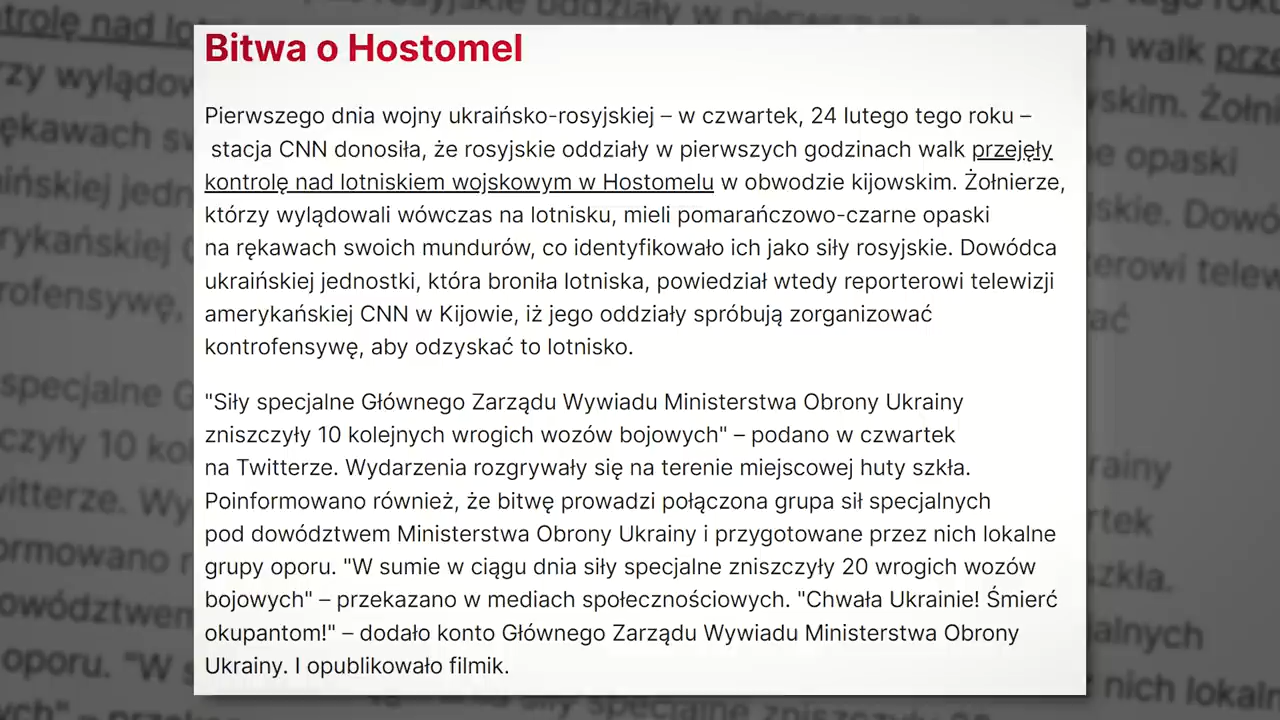 Bitwa o Hostomel
Pierwszego dnia wojny ukraińsko-rosyjskiej – w czwartek, 24 lutego tego roku –
stacja CNN donosiła, że rosyjskie oddziały w pierwszych godzinach walk przejęły
kontrolę nad lotniskiem wojskowym w Hostomelu w obwodzie kijowskim. Żołnierze,
którzy wylądowali wówczas na lotnisku, mieli pomarańczowo-czarne opaski
na rękawach swoich mundurów, co identyfikowało ich jako siły rosyjskie. Dowódca
ukraińskiej jednostki, która broniła lotniska, powiedział wtedy reporterowi telewizji
amerykańskiej CNN w Kijowie, iż jego oddziały spróbują zorganizować
kontrofensywę, aby odzyskać to lotnisko.
"Siły specjalne Głównego Zarządu Wywiadu Ministerstwa Obrony Ukrainy
zniszczyły 10 kolejnych wrogich wozów bojowych" – podano w czwartek
na Twitterze. Wydarzenia rozgrywały się na terenie miejscowej huty szkła.
Poinformowano również, że bitwę prowadzi połączona grupa sił specjalnych
pod dowództwem Ministerstwa Obrony Ukrainy i przygotowane przez nich lokalne
grupy oporu. "W sumie w ciągu dnia siły specjalne zniszczyły 20 wrogich wozów
bojowych" – przekazano w mediach społecznościowych. "Chwała Ukrainie! Śmierć
okupantom!" – dodało konto Głównego Zarządu Wywiadu Ministerstwa Obrony
Ukrainy. I opublikowało filmik.